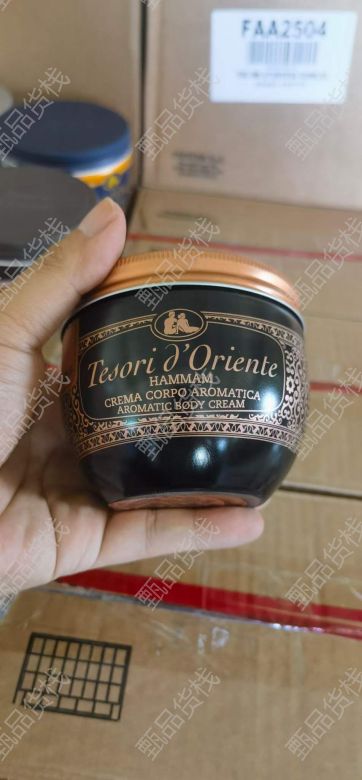 FAA2504
Tesori d'Oriente
HAMMAM
CREMA CORPO AROMATICA
AROMATIC BODY CREAM
甄品货栈